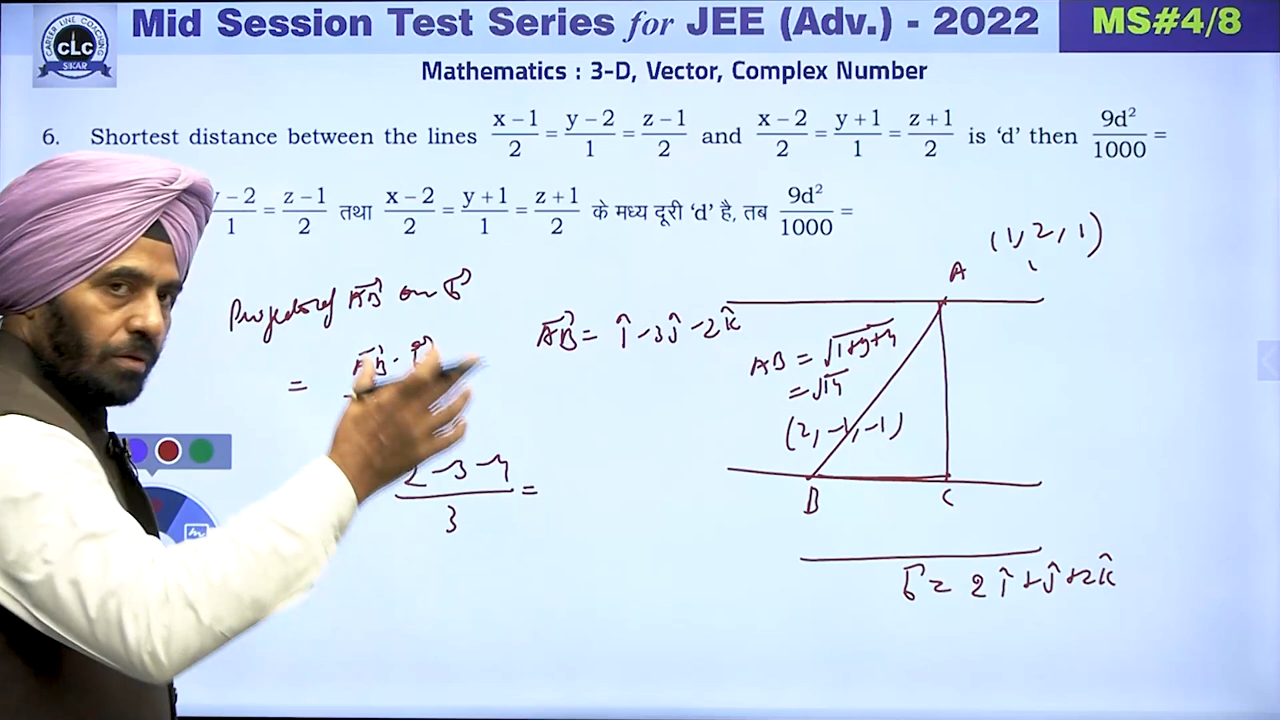 CAREER LINE COACHING
CLC
SIKAR
Mid Session Test Series for JEE (Adv.) - 2022
MS#4/8
Mathematics : 3-D, Vector, Complex Number
6. Shortest distance between the lines (x – 1)/2 = (y – 2)/1 = (z – 1)/2 and (x – 2)/2 = (y + 1)/1 = (z + 1)/2 is 'd' then 9d²/1000 =
– 2/1 = (z – 1)/2 तथा (x – 2)/2 = (y + 1)/1 = (z + 1)/2 के मध्य दूरी 'd' है, तब 9d²/1000 =
(1, 2, 1)
A
on b⃗
AB⃗ = î – 3ĵ – 2k̂
AB = √1+9+4
= √14
= AB⃗ ·
(2, –1, –1)
2 – 3 – 4 / 3 =
B C
b⃗ = 2î + ĵ + 2k̂